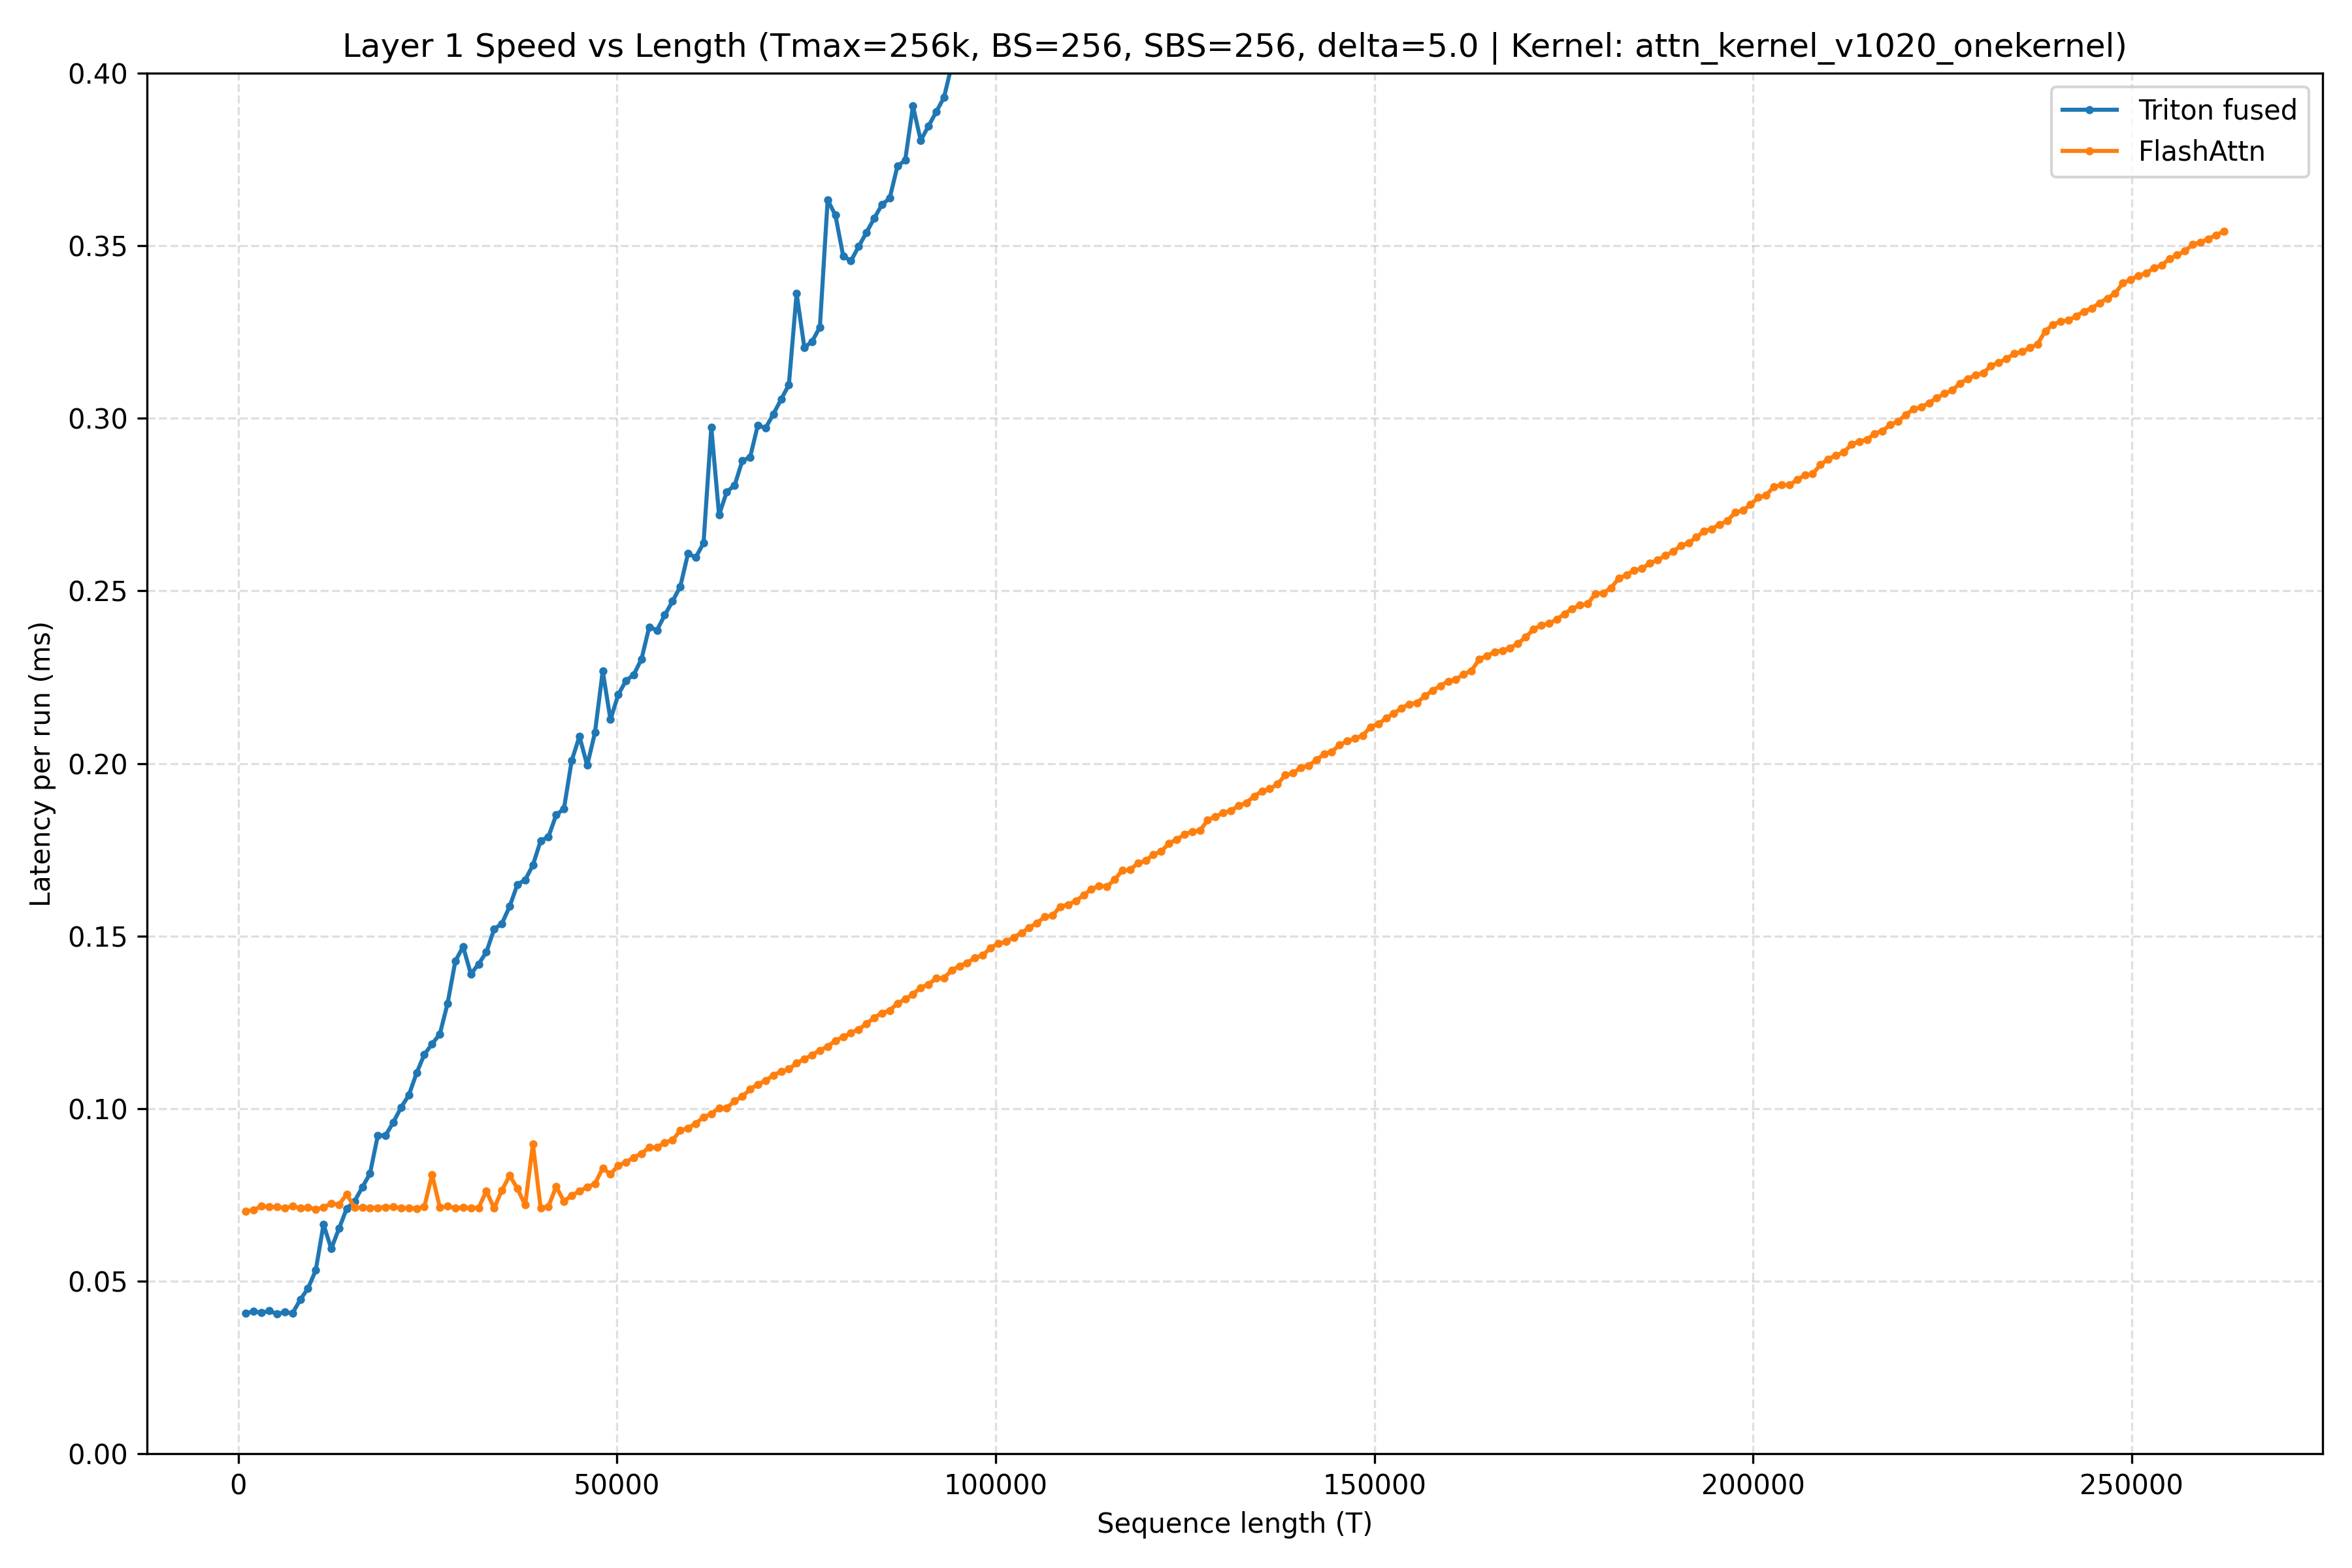 Layer 1 Speed vs Length (Tmax=256k, BS=256, SBS=256, delta=5.0 | Kernel: attn_kernel_v1020_onekernel)
Triton fused
FlashAttn
Latency per run (ms)
0.40
0.35
0.30
0.25
0.20
0.15
0.10
0.05
0.00
0 50000 100000 150000 200000 250000
Sequence length (T)